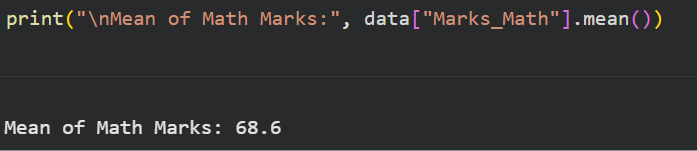 print("\nMean of Math Marks:", data["Marks_Math"].mean())
Mean of Math Marks: 68.6